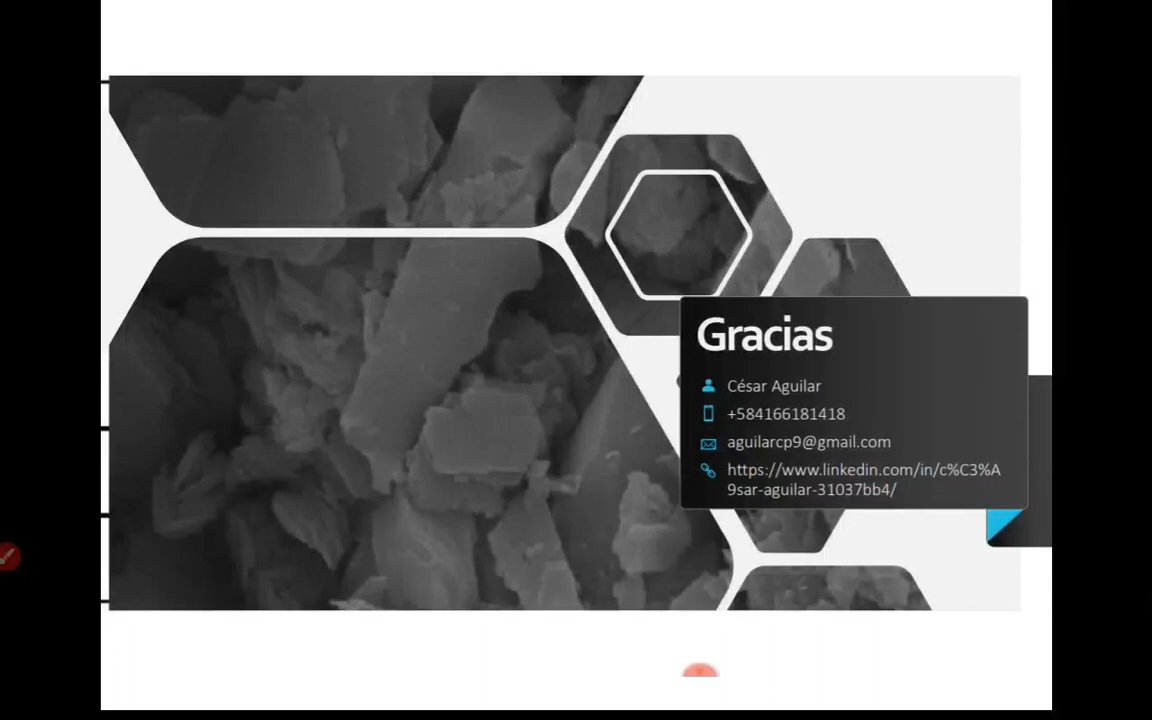 Gracias
César Aguilar
+584166181418
aguilarcp9@gmail.com
https://www.linkedin.com/in/c%C3%A
9sar-aguilar-31037bb4/